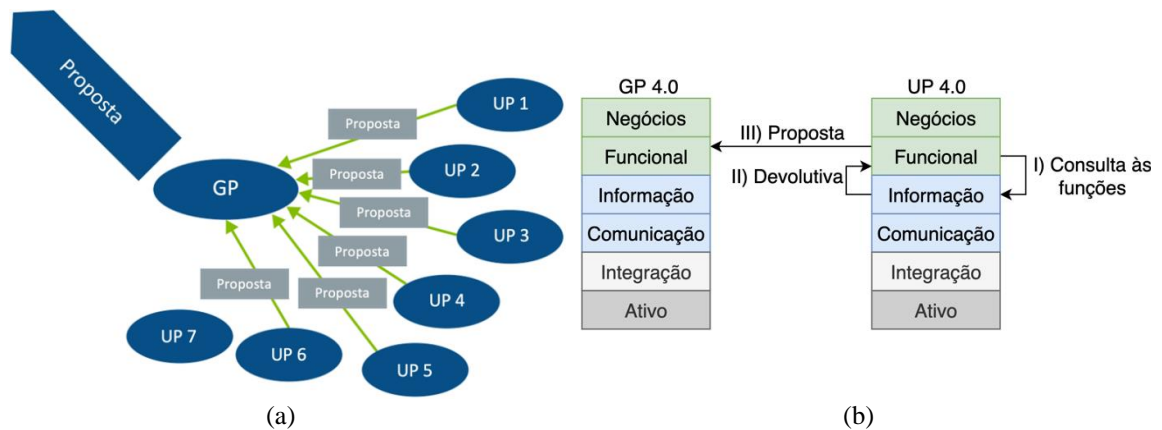 Proposta
UP 1
Proposta
UP 2
Proposta
GP
Proposta
UP 3
Proposta
UP 4
Proposta
Proposta
UP 7
UP 6
UP 5
(a)
GP 4.0
Negócios
Funcional
Informação
Comunicação
Integração
Ativo
III) Proposta
II) Devolutiva
UP 4.0
Negócios
Funcional
Informação
Comunicação
Integração
Ativo
I) Consulta às
funções
(b)